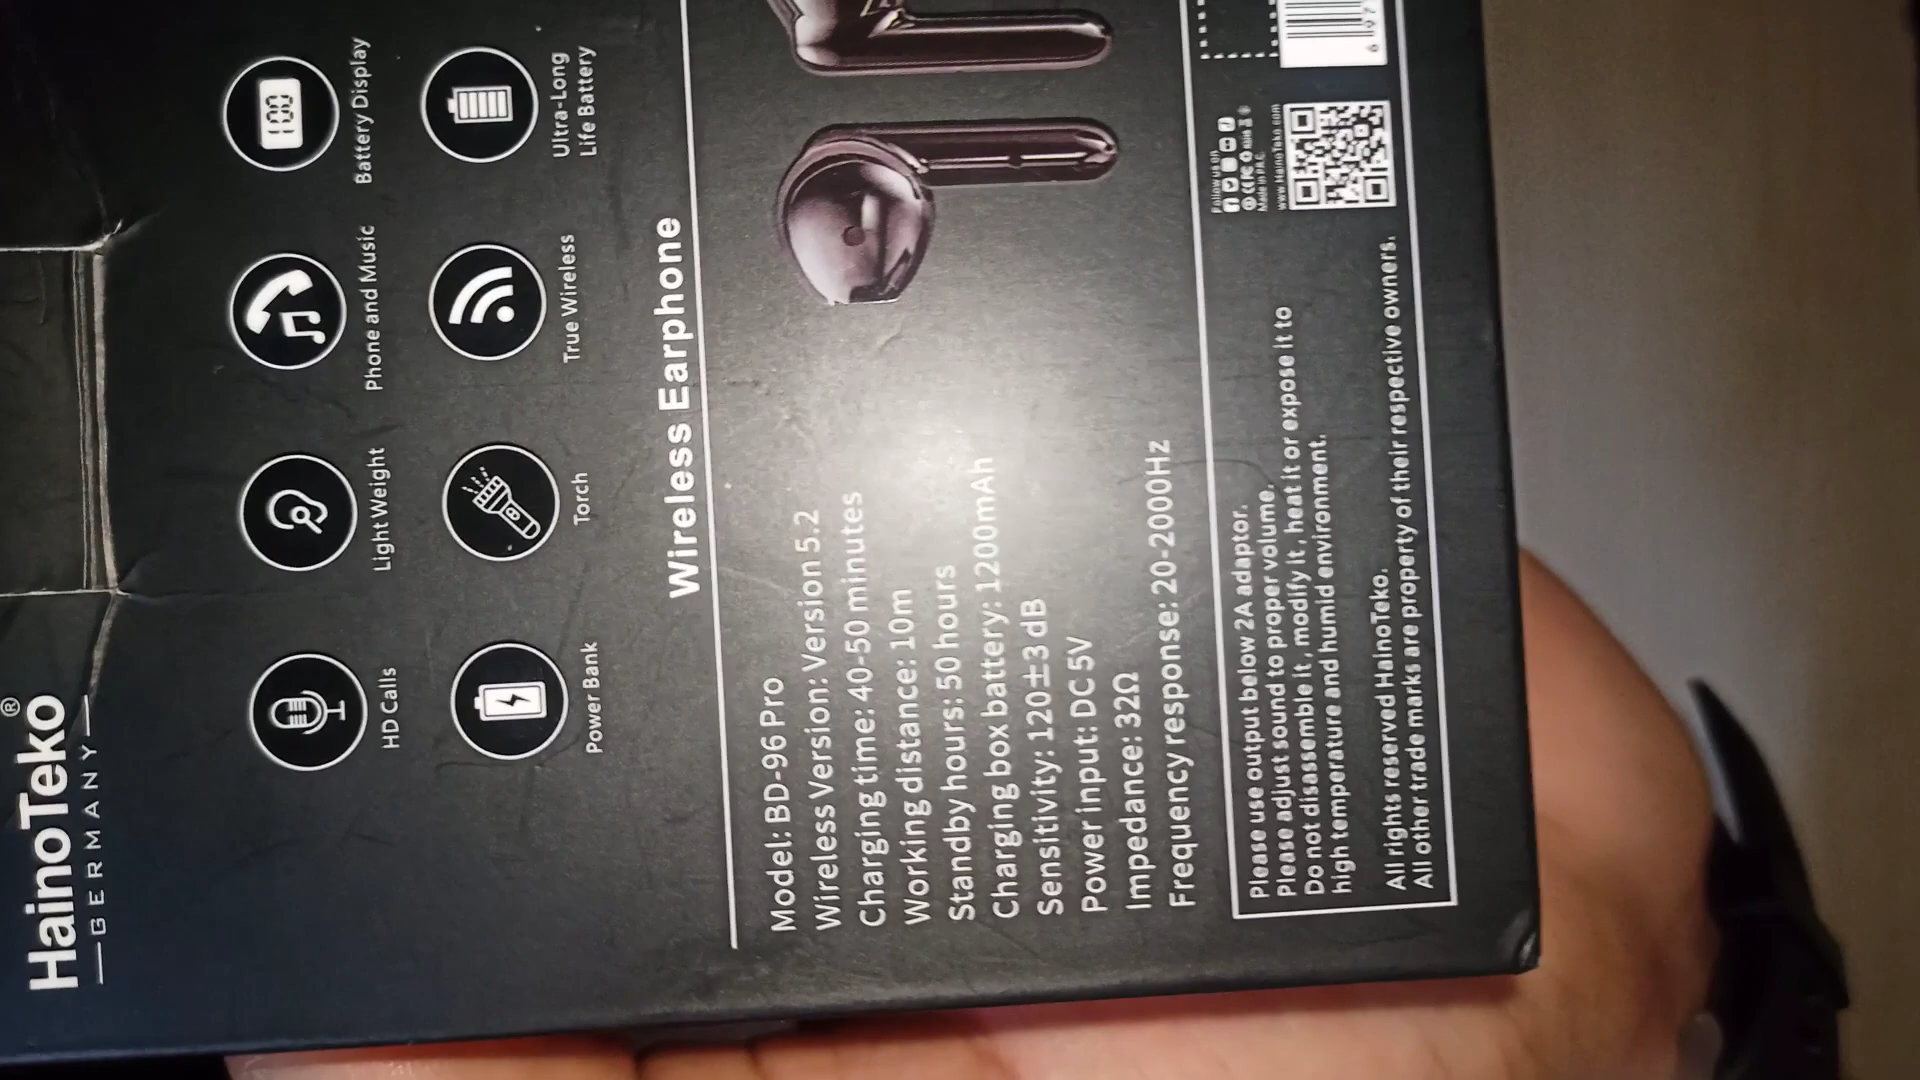 HainoTeko®
GERMANY
HD Calls
Light Weight
Phone and Music
Battery Display
100
Power Bank
Torch
True Wireless
Ultra-Long
Life Battery
Wireless Earphone
Model: BD-96 Pro
Wireless Version: Version 5.2
Charging time: 40-50 minutes
Working distance: 10m
Standby hours: 50 hours
Charging box battery: 1200mAh
Sensitivity: 120±3 dB
Power input: DC 5V
Impedance: 32Ω
Frequency response: 20-2000Hz
Please use output below 2A adaptor.
Please adjust sound to proper volume.
Do not disassemble it, modify it, heat it or expose it to
high temperature and humid environment.
All rights reserved HainoTeko.
All other trade marks are property of their respective owners.
Follow us on
Made in P.R.C.
www.HainoTeko.com
6 97